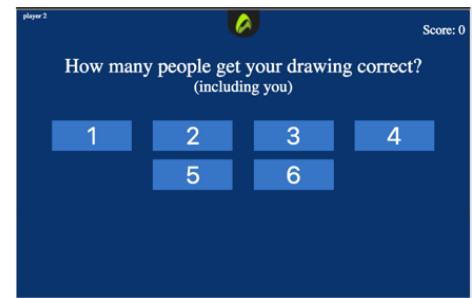 player 2
Score: 0
How many people get your drawing correct?
(including you)
1 2 3 4
5 6